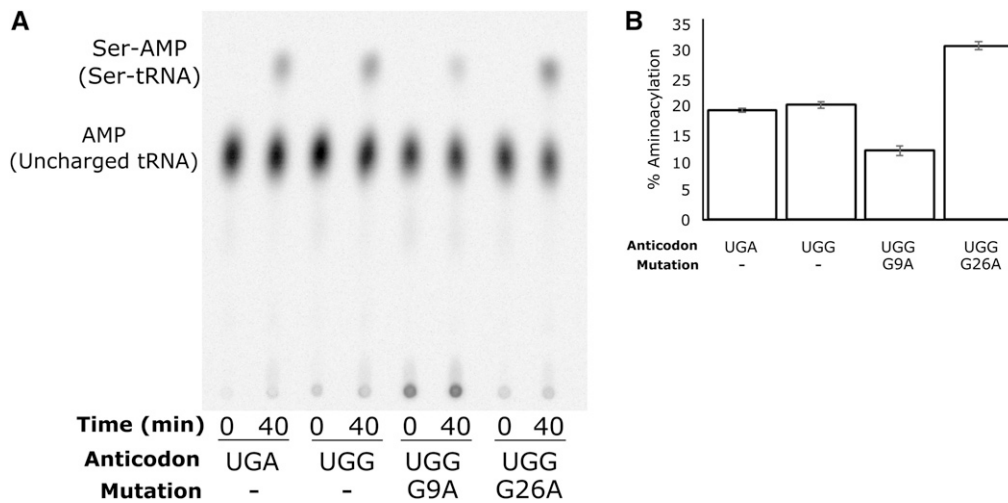 A
Ser-AMP
(Ser-tRNA)
AMP
(Uncharged tRNA)
Time (min) 0 40 0 40 0 40 0 40
Anticodon UGA UGG UGG UGG
Mutation - - G9A G26A
B
% Aminoacylation
35
30
25
20
15
10
5
0
Anticodon UGA UGG UGG UGG
Mutation - - G9A G26A